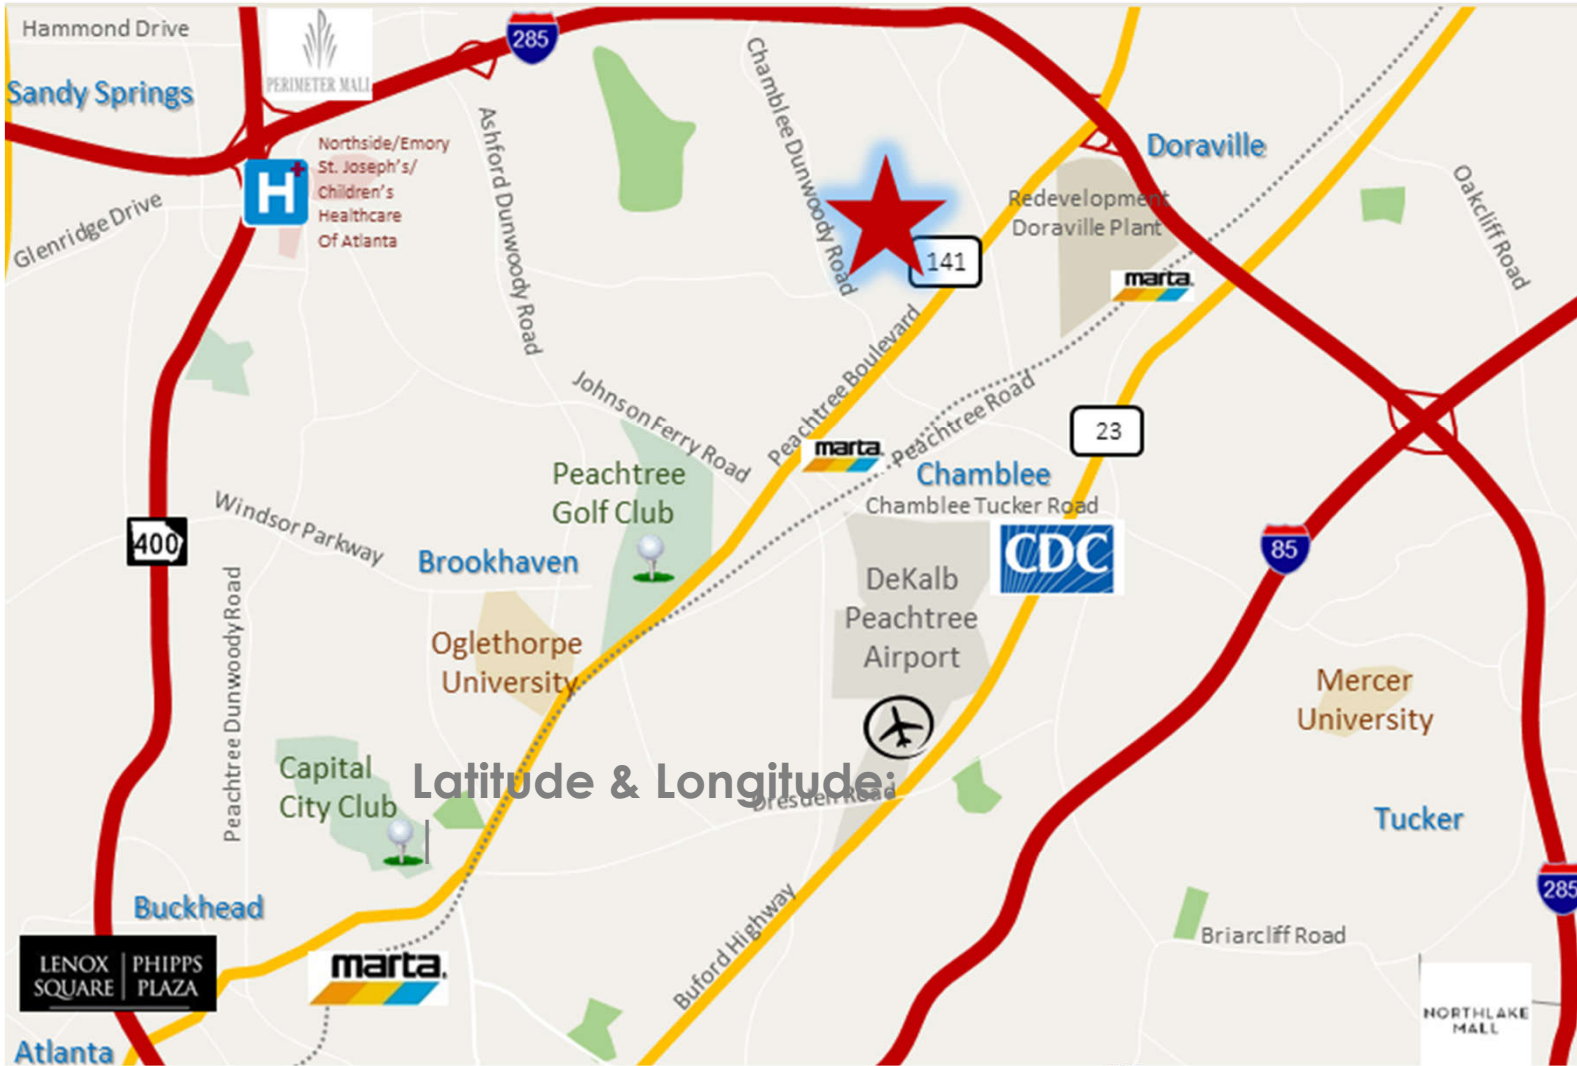 Hammond Drive
PERIMETER MALL
285
Sandy Springs
Northside/Emory
St. Joseph's/
Children's
Healthcare
Of Atlanta
H
Glenridge Drive
Ashford Dunwoody Road
Chamblee Dunwoody Road
Doraville
Redevelopment
Doraville Plant
Oakcliff Road
141
marta
Peachtree Boulevard
Johnson Ferry Road
Peachtree Road
23
marta
Chamblee
Chamblee Tucker Road
Peachtree
Golf Club
Windsor Parkway
400
Brookhaven
CDC
85
DeKalb
Peachtree
Airport
Oglethorpe
University
Peachtree Dunwoody Road
Mercer
University
Capital
City Club
Latitude & Longitude:
Dresden Road
Tucker
285
Buckhead
Buford Highway
Briarcliff Road
LENOX
SQUARE
PHIPPS
PLAZA
marta
NORTHLAKE
MALL
Atlanta